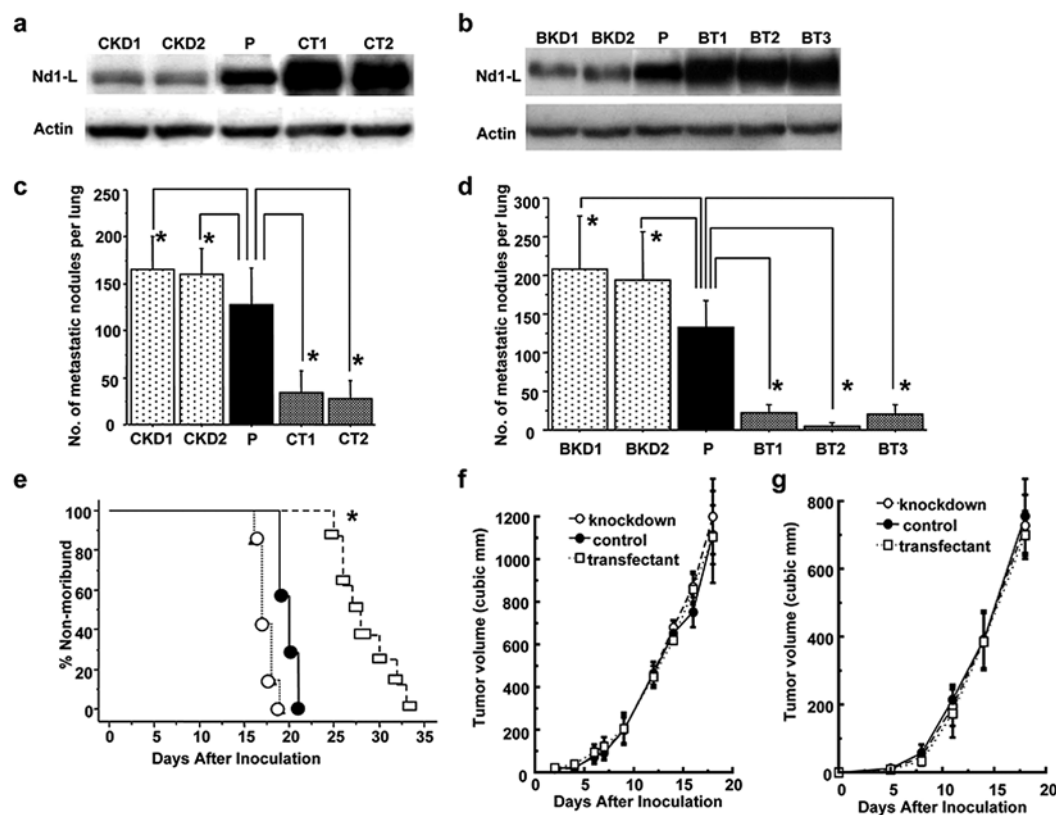 a
CKD1 CKD2 P CT1 CT2
Nd1-L
Actin
b
BKD1 BKD2 P BT1 BT2 BT3
Nd1-L
Actin
c
No. of metastatic nodules per lung
250
200
150
100
50
0
* * * *
CKD1 CKD2 P CT1 CT2
d
No. of metastatic nodules per lung
300
250
200
150
100
50
0
* * * * *
BKD1 BKD2 P BT1 BT2 BT3
e
% Non-moribund
100
80
60
40
20
0
*
0 5 10 15 20 25 30 35
Days After Inoculation
f
Tumor volume (cubic mm)
1200
1000
800
600
400
200
0
knockdown
control
transfectant
0 5 10 15 20
Days After Inoculation
g
Tumor volume (cubic mm)
800
600
400
200
0
knockdown
control
transfectant
0 5 10 15 20
Days After Inoculation